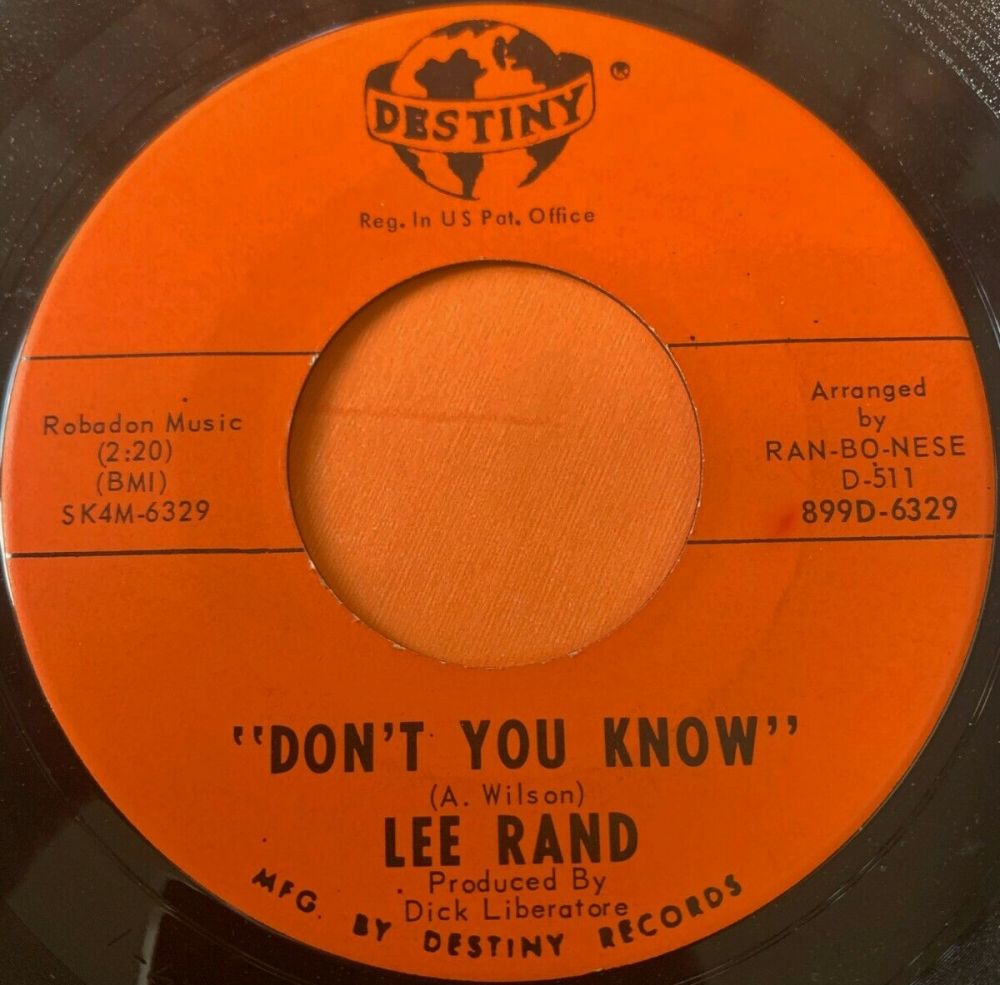 DESTINY
®
Reg. In US Pat. Office
Robadon Music
(2:20)
(BMI)
SK4M-6329
Arranged
by
RAN-BO-NESE
D-511
899D-6329
"DON'T YOU KNOW"
(A. Wilson)
LEE RAND
Produced By
Dick Liberatore
MFG. BY DESTINY RECORDS